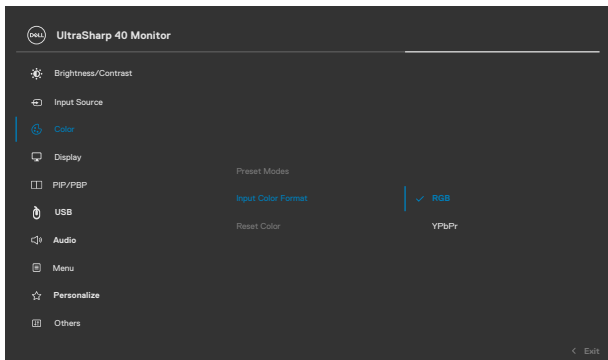 DELL UltraSharp 40 Monitor
Brightness/Contrast
Input Source
Color
Display
Preset Modes
PIP/PBP
Input Color Format RGB
USB
Reset Color YPbPr
Audio
Menu
Personalize
Others
Exit